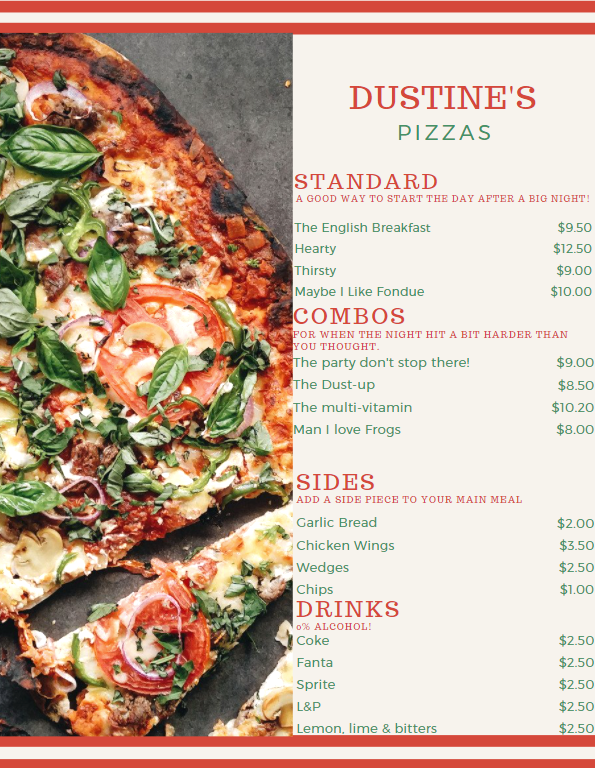 DUSTINE'S
PIZZAS
STANDARD
A GOOD WAY TO START THE DAY AFTER A BIG NIGHT!
The English Breakfast $9.50
Hearty $12.50
Thirsty $9.00
Maybe I Like Fondue $10.00
COMBOS
FOR WHEN THE NIGHT HIT A BIT HARDER THAN
YOU THOUGHT.
The party don't stop there! $9.00
The Dust-up $8.50
The multi-vitamin $10.20
Man I love Frogs $8.00
SIDES
ADD A SIDE PIECE TO YOUR MAIN MEAL
Garlic Bread $2.00
Chicken Wings $3.50
Wedges $2.50
Chips $1.00
DRINKS
0% ALCOHOL!
Coke $2.50
Fanta $2.50
Sprite $2.50
L&P $2.50
Lemon, lime & bitters $2.50